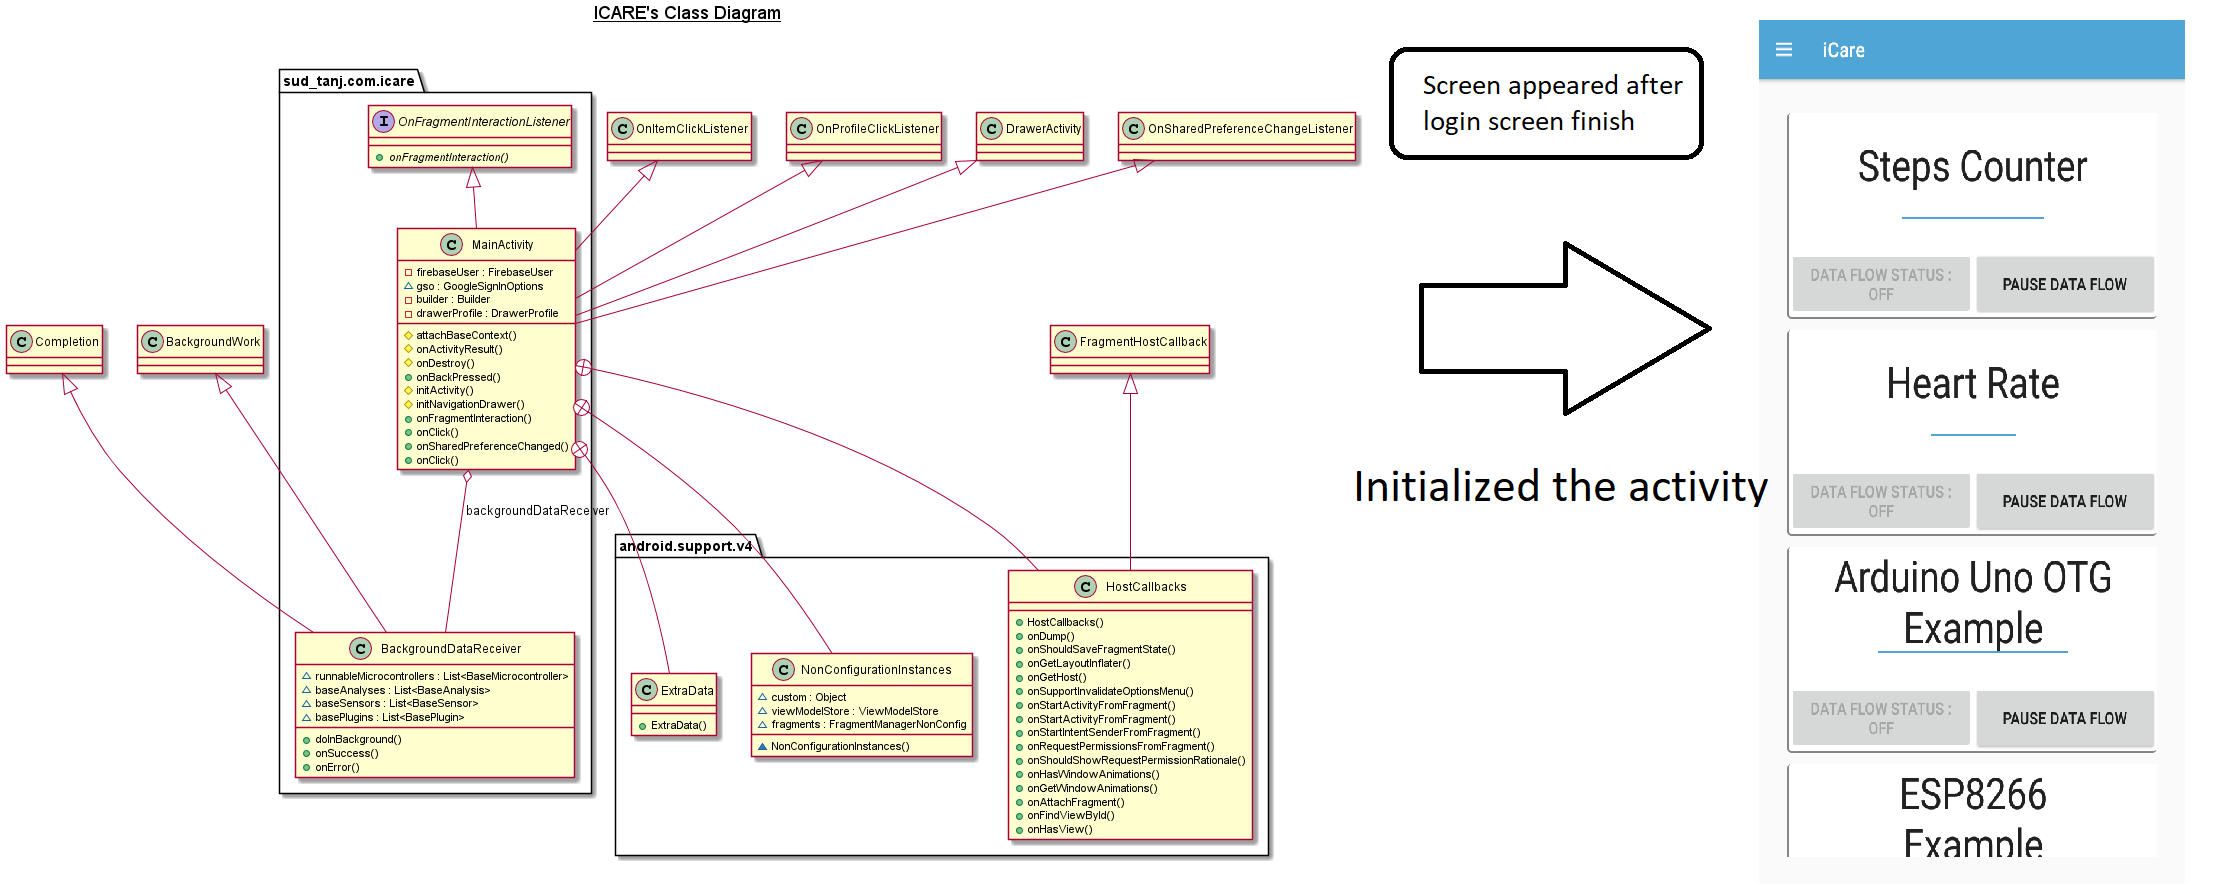 ICARE's Class Diagram
sud_tanj.com.icare
I OnFragmentInteractionListener
onFragmentInteraction()
C OnItemClickListener
C OnProfileClickListener
C DrawerActivity
C OnSharedPreferenceChangeListener
C MainActivity
firebaseUser : FirebaseUser
gso : GoogleSignInOptions
builder : Builder
drawerProfile : DrawerProfile
attachBaseContext()
onActivityResult()
onDestroy()
onBackPressed()
initActivity()
initNavigationDrawer()
onFragmentInteraction()
onClick()
onSharedPreferenceChanged()
onClick()
C Completion
C BackgroundWork
C FragmentHostCallback
backgroundDataReceiver
android.support.v4
C BackgroundDataReceiver
runnableMicrocontrollers : List<BaseMicrocontroller>
baseAnalyses : List<BaseAnalysis>
baseSensors : List<BaseSensor>
basePlugins : List<BasePlugin>
doInBackground()
onSuccess()
onError()
C ExtraData
ExtraData()
C NonConfigurationInstances
custom : Object
viewModelStore : ViewModelStore
fragments : FragmentManagerNonConfig
NonConfigurationInstances()
C HostCallbacks
HostCallbacks()
onDump()
onShouldSaveFragmentState()
onGetLayoutInflater()
onGetHost()
onSupportInvalidateOptionsMenu()
onStartActivityFromFragment()
onStartActivityFromFragment()
onStartIntentSenderFromFragment()
onRequestPermissionsFromFragment()
onShouldShowRequestPermissionRationale()
onHasWindowAnimations()
onGetWindowAnimations()
onAttachFragment()
onFindViewById()
onHasView()
Screen appeared after
login screen finish
Initialized the activity
iCare
Steps Counter
DATA FLOW STATUS :
OFF
PAUSE DATA FLOW
Heart Rate
DATA FLOW STATUS :
OFF
PAUSE DATA FLOW
Arduino Uno OTG
Example
DATA FLOW STATUS :
OFF
PAUSE DATA FLOW
ESP8266
Example